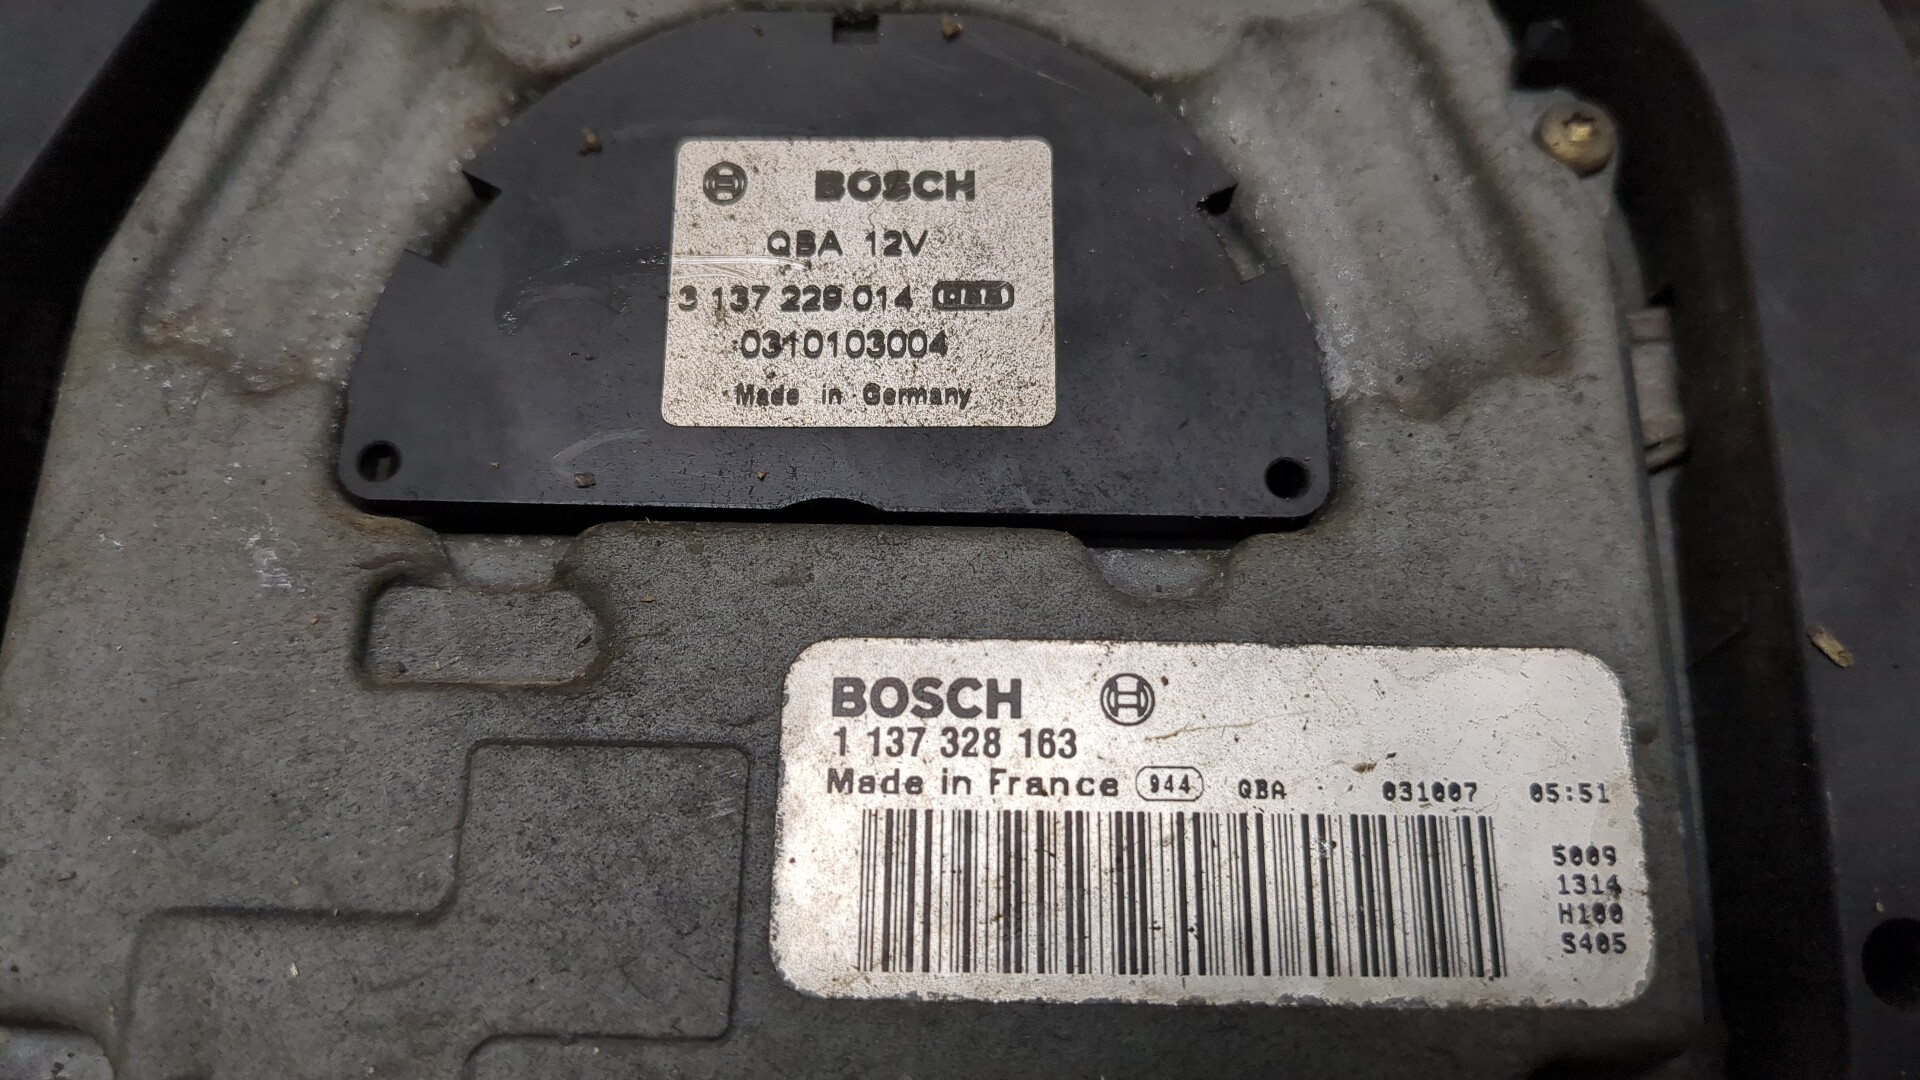 BOSCH
QBA 12V
3 137 229 014
0310103004
Made in Germany
BOSCH
1 137 328 163
Made in France 944 QBA 031007 05:51
5009
1314
H100
S405